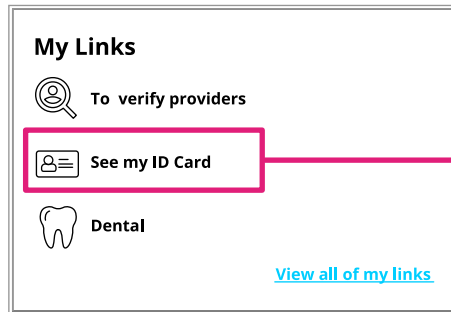 My Links
To verify providers
See my ID Card
Dental
View all of my links